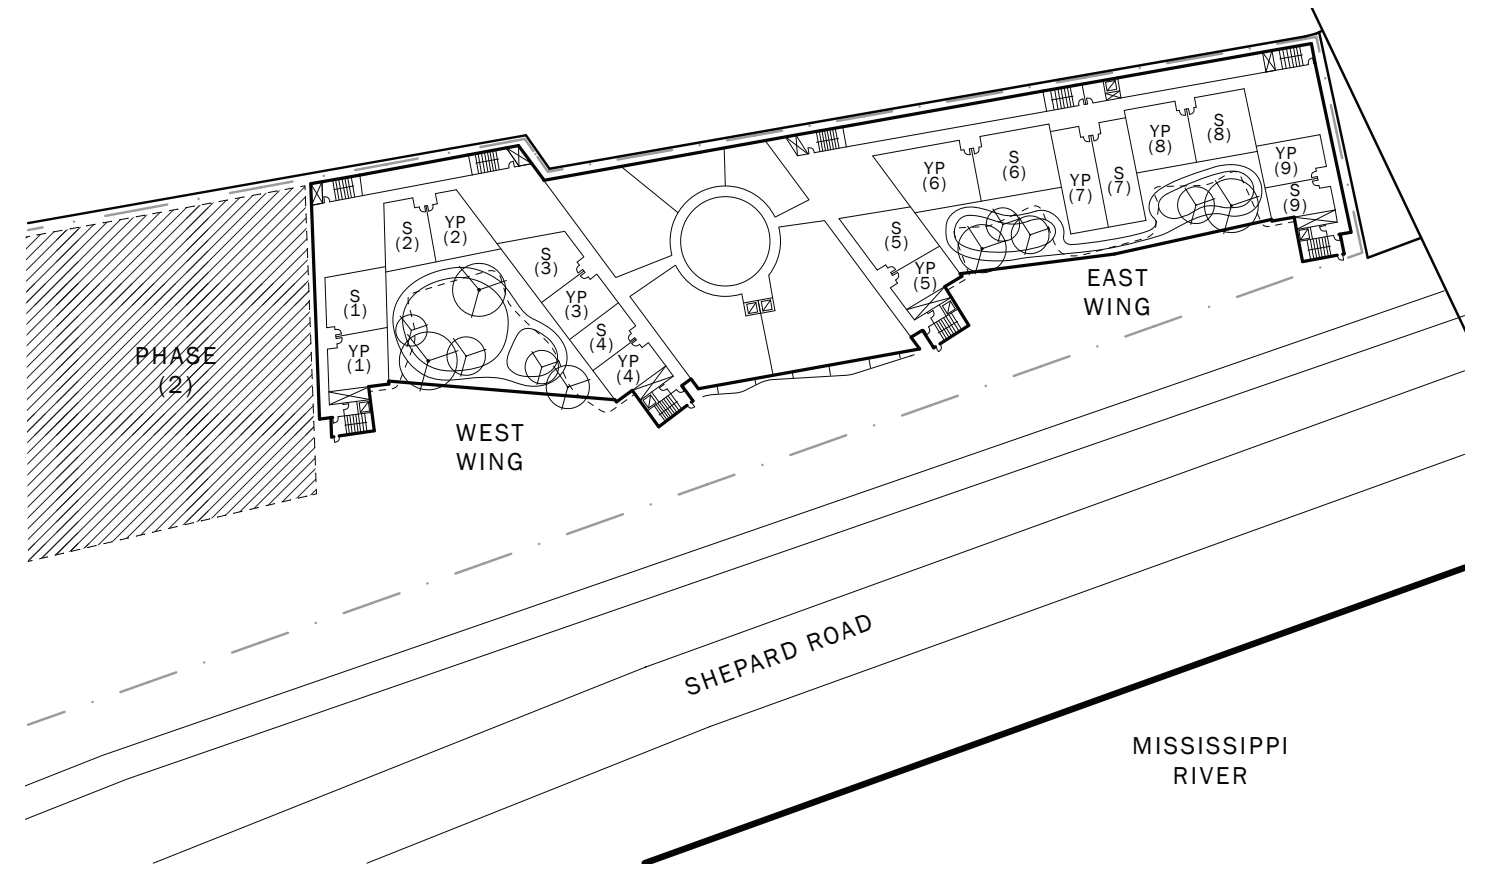 PHASE
(2)
S
(1)
YP
(1)
S
(2)
YP
(2)
S
(3)
YP
(3)
S
(4)
YP
(4)
WEST
WING
S
(5)
YP
(5)
YP
(6)
S
(6)
YP
(7)
S
(7)
YP
(8)
S
(8)
YP
(9)
S
(9)
EAST
WING
SHEPARD ROAD
MISSISSIPPI
RIVER